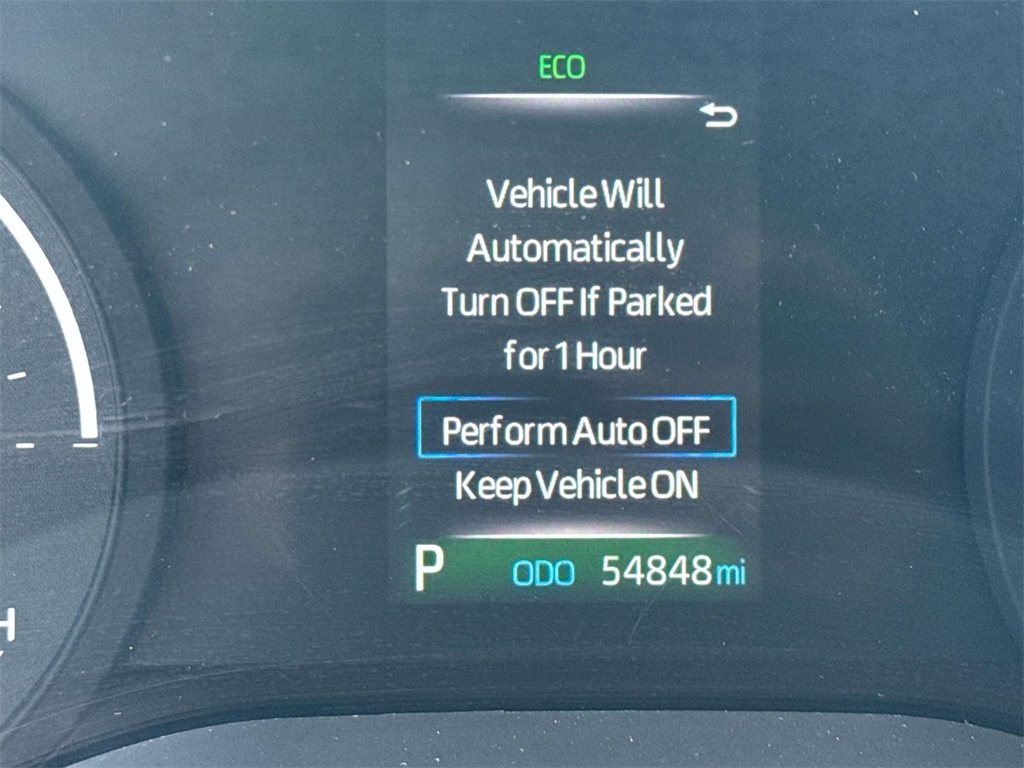 ECO
Vehicle Will
Automatically
Turn OFF If Parked
for 1 Hour
Perform Auto OFF
Keep Vehicle ON
P ODO 54848 mi
H